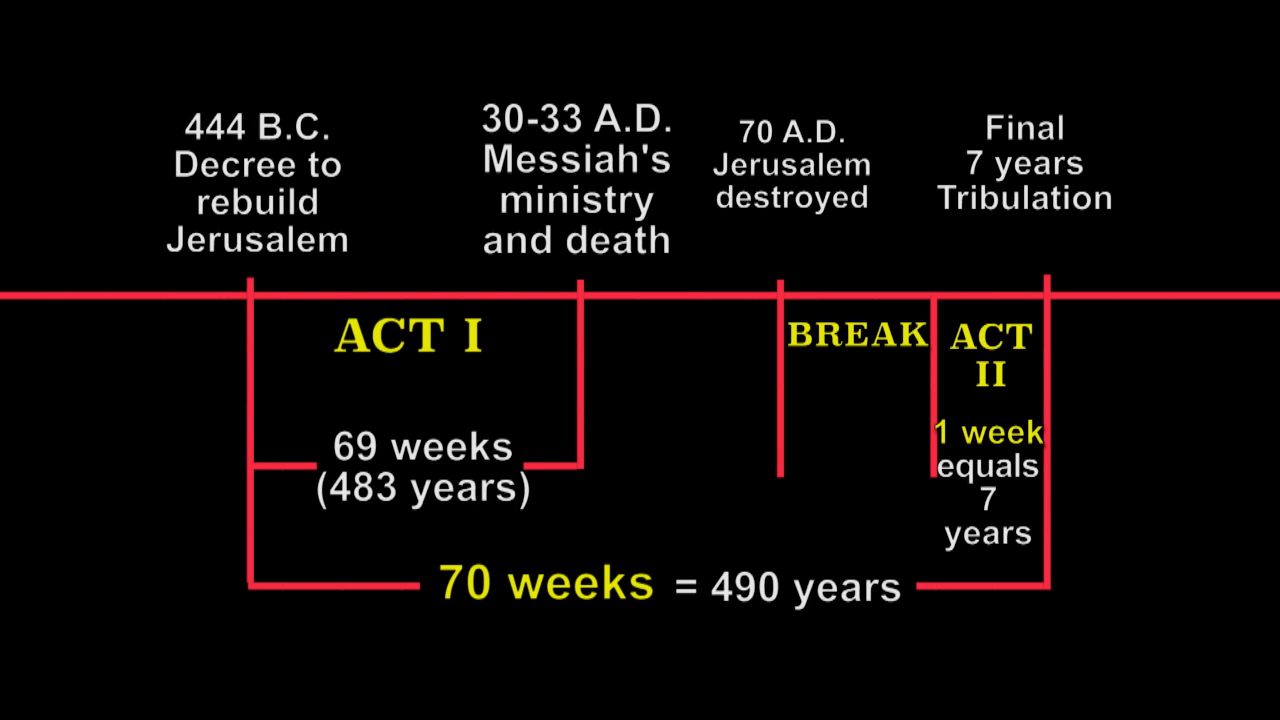 444 B.C.
Decree to
rebuild
Jerusalem
30-33 A.D.
Messiah's
ministry
and death
70 A.D.
Jerusalem
destroyed
Final
7 years
Tribulation
ACT I
BREAK
ACT
II
69 weeks
(483 years)
1 week
equals
7
years
70 weeks = 490 years